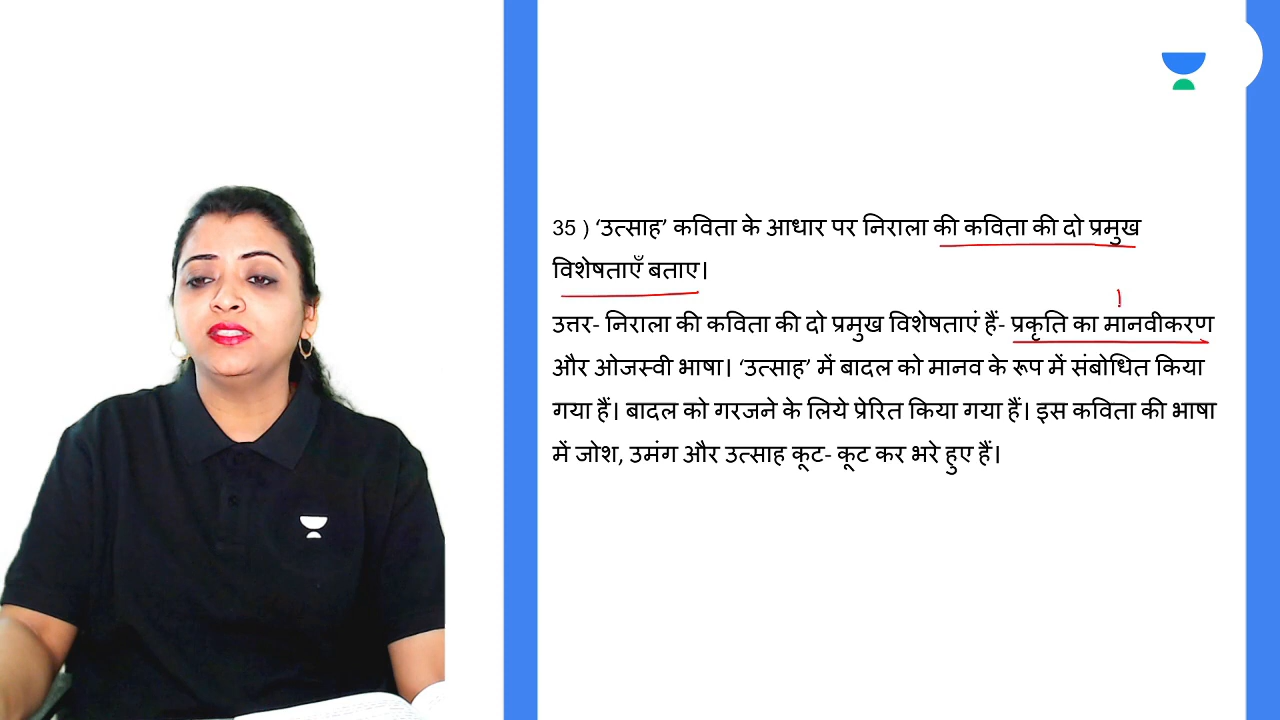 35 ) ‘उत्साह’ कविता के आधार पर निराला की कविता की दो प्रमुख
विशेषताएँ बताए।
उत्तर- निराला की कविता की दो प्रमुख विशेषताएं हैं- प्रकृति का मानवीकरण
और ओजस्वी भाषा। ‘उत्साह’ में बादल को मानव के रूप में संबोधित किया
गया हैं। बादल को गरजने के लिये प्रेरित किया गया हैं। इस कविता की भाषा
में जोश, उमंग और उत्साह कूट- कूट कर भरे हुए हैं।